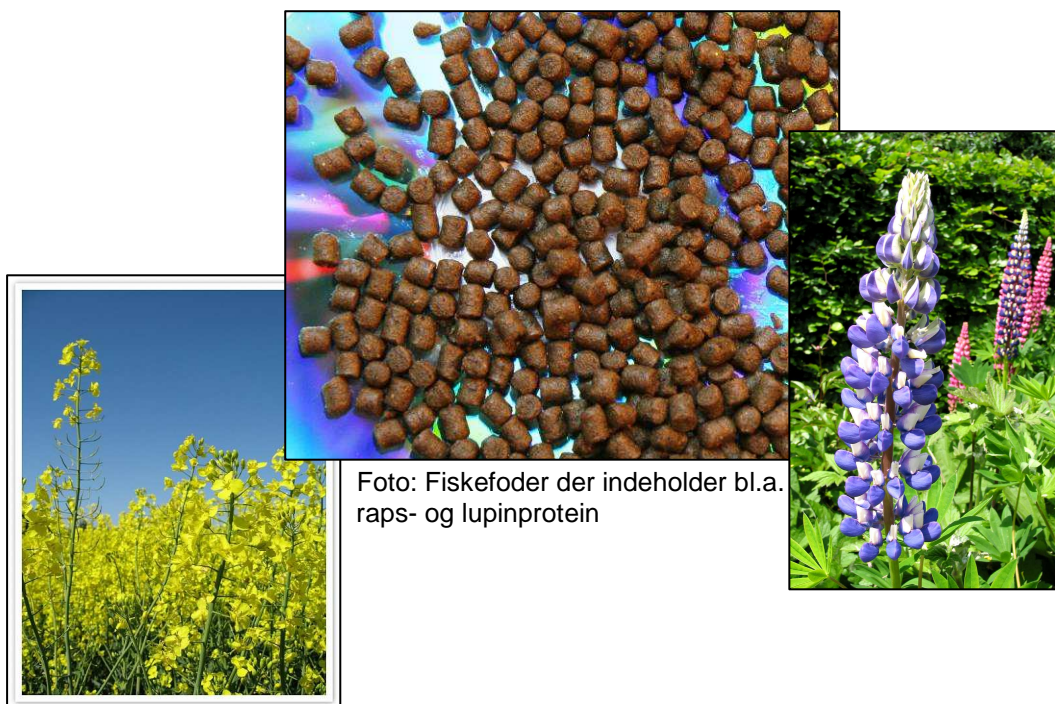 Foto: Fiskefoder der indeholder bl.a.
raps- og lupinprotein